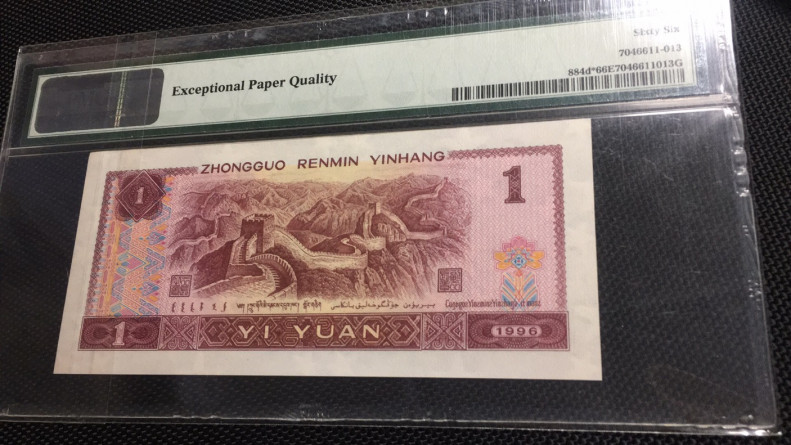 Sixty Six
Exceptional Paper Quality
7046611-013
884d*66E7046611013G
ZHONGGUO RENMIN YINHANG
1
1
1
YI YUAN
1996